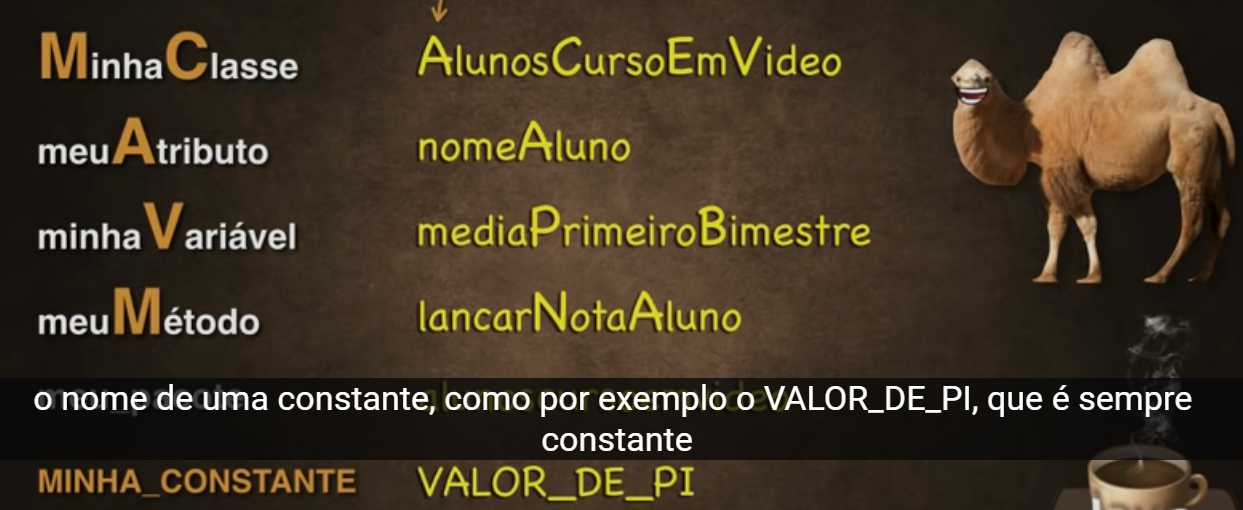 MinhaClasse AlunosCursoEmVideo
meuAtributo nomeAluno
minhaVariável mediaPrimeiroBimestre
meuMétodo lancarNotaAluno
o nome de uma constante, como por exemplo o VALOR_DE_PI, que é sempre
constante
MINHA_CONSTANTE VALOR_DE_PI